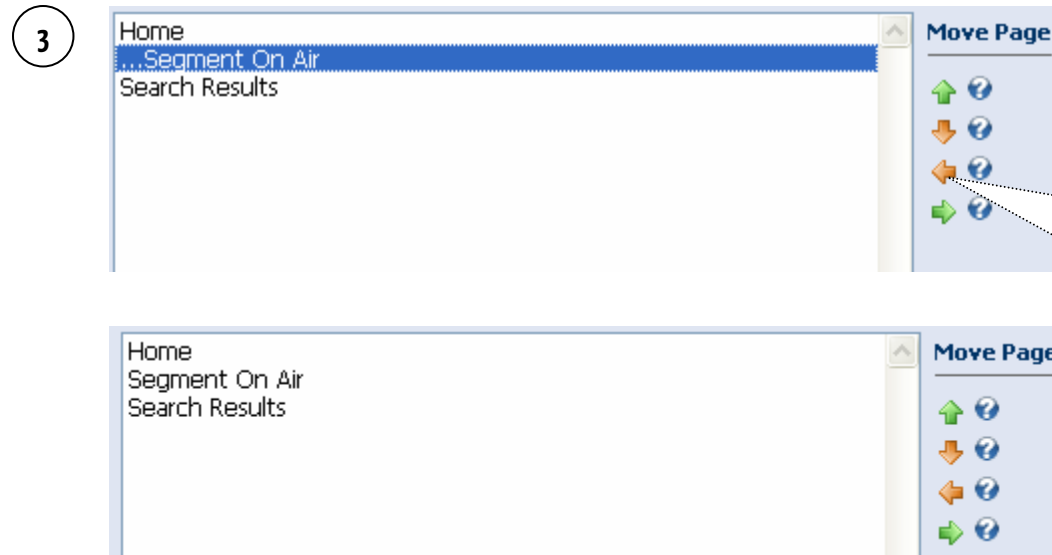 3
Home
...Segment On Air
Search Results
Move Page
Home
Segment On Air
Search Results
Move Page